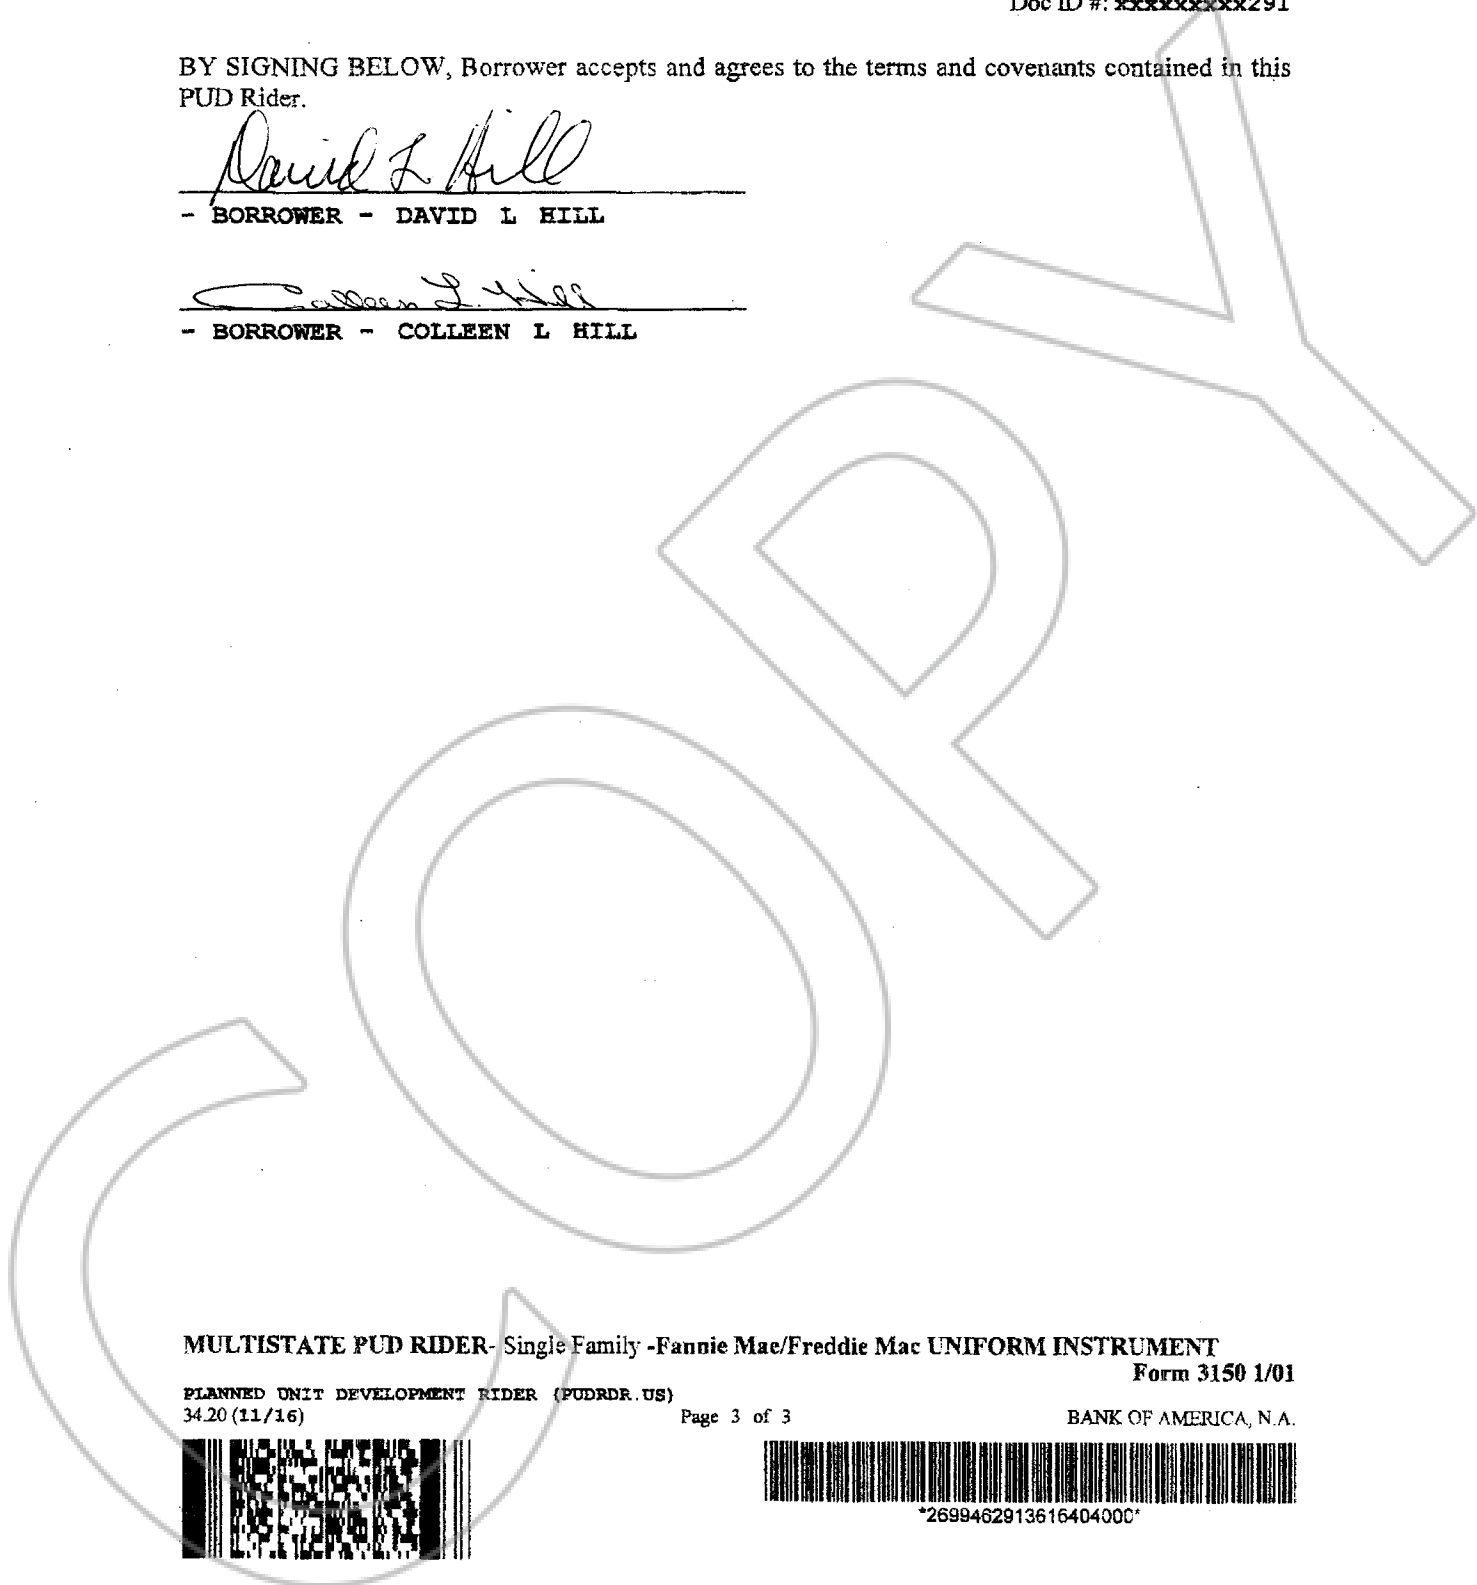 Doc ID #: xxxxxxxxx291
BY SIGNING BELOW, Borrower accepts and agrees to the terms and covenants contained in this
PUD Rider.
David L Hill
- BORROWER - DAVID L HILL
Colleen L. Hill
- BORROWER - COLLEEN L HILL
COPY
MULTISTATE PUD RIDER- Single Family -Fannie Mae/Freddie Mac UNIFORM INSTRUMENT
Form 3150 1/01
PLANNED UNIT DEVELOPMENT RIDER (PUDRDR.US)
34.20 (11/16) Page 3 of 3 BANK OF AMERICA, N.A.
*2699462913616404000*